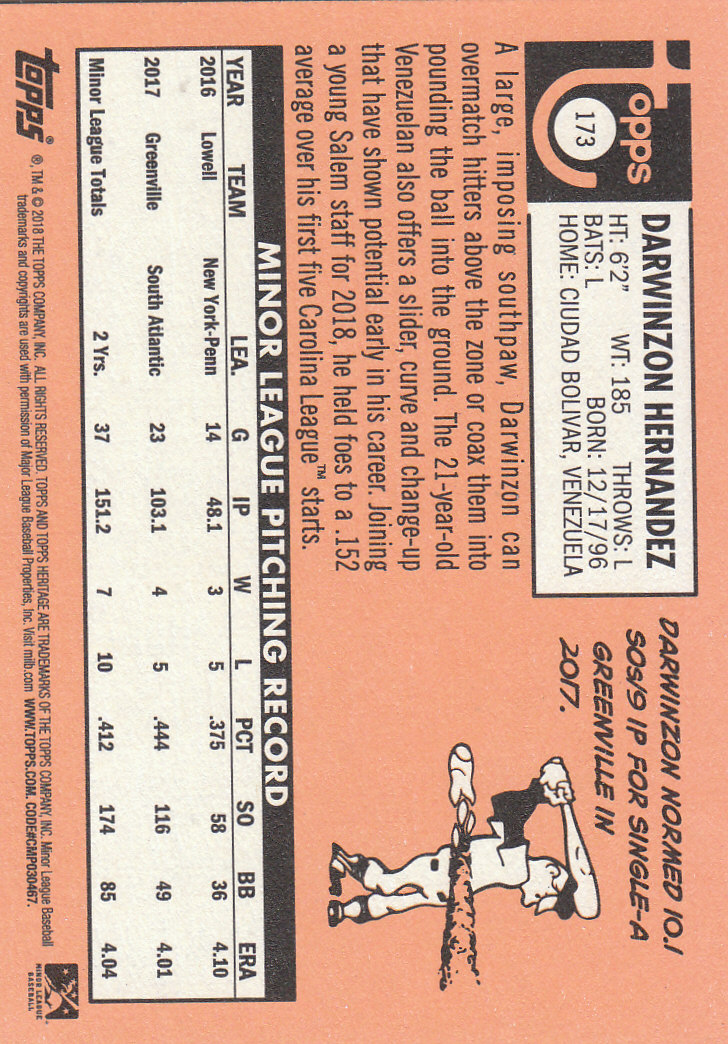 topps
173
DARWINZON HERNANDEZ
HT: 6'2" WT: 185 THROWS: L
BATS: L BORN: 12/17/96
HOME: CIUDAD BOLIVAR, VENEZUELA
A large, imposing southpaw, Darwinzon can
overmatch hitters above the zone or coax them into
pounding the ball into the ground. The 21-year-old
Venezuelan also offers a slider, curve and change-up
that have shown potential early in his career. Joining
a young Salem staff for 2018, he held foes to a .152
average over his first five Carolina League™ starts.
DARWINZON NORMED 10.1
SOS/9 IP FOR SINGLE-A
GREENVILLE IN
2017.
MINOR LEAGUE PITCHING RECORD
YEAR TEAM LEA. G IP W L PCT SO BB ERA
2016 Lowell New York-Penn 14 48.1 3 5 .375 58 36 4.10
2017 Greenville South Atlantic 23 103.1 4 5 .444 116 49 4.01
Minor League Totals 2 Yrs. 37 151.2 7 10 .412 174 85 4.04
topps®
®, TM & © 2018 THE TOPPS COMPANY, INC. ALL RIGHTS RESERVED. TOPPS AND TOPPS HERITAGE ARE TRADEMARKS OF THE TOPPS COMPANY, INC. Minor League Baseball
trademarks and copyrights are used with permission of Major League Baseball Properties, Inc. Visit milb.com WWW.TOPPS.COM. CODE#CMP030467.
MINOR LEAGUE
BASEBALL